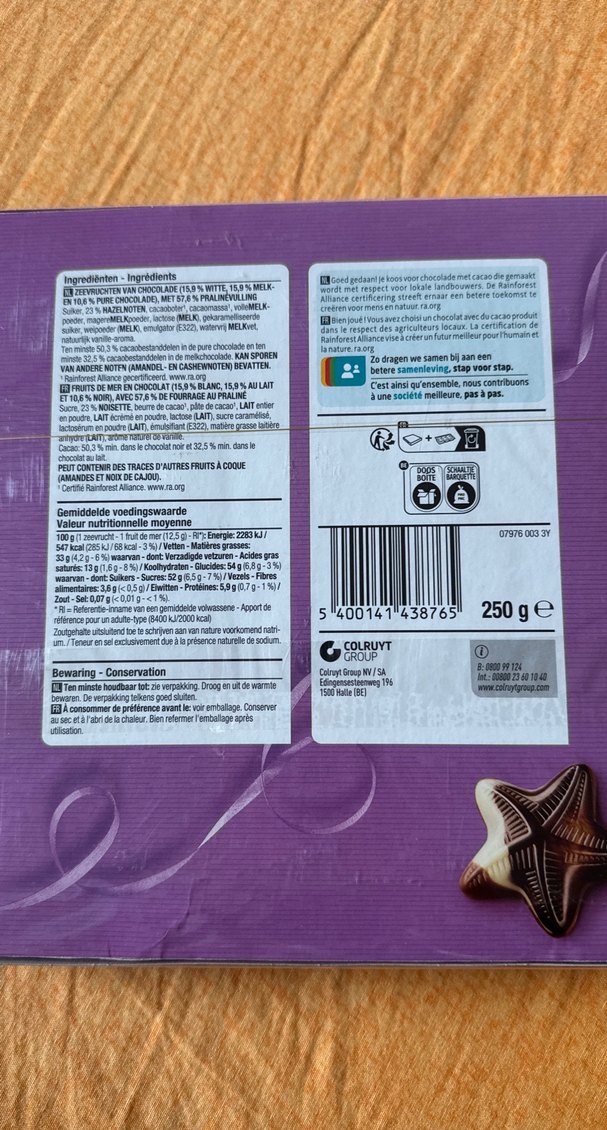 Ingrediënten - Ingrédients
NL ZEEVRUCHTEN VAN CHOCOLADE (15,9 % WITTE, 15,9 % MELK-
EN 10,6 % PURE CHOCOLADE), MET 57,6 % PRALINÉVULLING
Suiker, 23 % HAZELNOTEN, cacaoboter¹, cacaomassa¹, volleMELK-
poeder, magereMELKpoeder, lactose (MELK), gekarameliseerde
suiker, weipoeder (MELK), emulgator (E322), watervrij MELKvet,
natuurlijk vanille-aroma.
Ten minste 50,3 % cacaobestanddelen in de pure chocolade en ten
minste 32,5 % cacaobestanddelen in de melkchocolade. KAN SPOREN
VAN ANDERE NOTEN (AMANDEL- EN CASHEWNOTEN) BEVATTEN.
¹ Rainforest Alliance gecertificeerd. www.ra.org
FR FRUITS DE MER EN CHOCOLAT (15,9 % BLANC, 15,9 % AU LAIT
ET 10,6 % NOIR), AVEC 57,6 % DE FOURRAGE AU PRALINÉ
Sucre, 23 % NOISETTE, beurre de cacao¹, pâte de cacao¹, LAIT entier
en poudre, LAIT écrémé en poudre, lactose (LAIT), sucre caramélisé,
lactosérum en poudre (LAIT), émulsifiant (E322), matière grasse laitière
anhydre (LAIT), arôme naturel de vanille.
Cacao: 50,3 % min. dans le chocolat noir et 32,5 % min. dans le
chocolat au lait.
PEUT CONTENIR DES TRACES D'AUTRES FRUITS À COQUE
(AMANDES ET NOIX DE CAJOU).
¹ Certifié Rainforest Alliance. www.ra.org
Gemiddelde voedingswaarde
Valeur nutritionnelle moyenne
100 g (1 zeevrucht - 1 fruit de mer (12,5 g) - RI*): Energie: 2283 kJ /
547 kcal (285 kJ / 68 kcal - 3 %) / Vetten - Matières grasses:
33 g (4,2 g - 6 %) waarvan - dont: Verzadigde vetzuren - Acides gras
saturés: 13 g (1,6 g - 8 %) / Koolhydraten - Glucides: 54 g (6,8 g - 3 %)
waarvan - dont: Suikers - Sucres: 52 g (6,5 g - 7 %) / Vezels - Fibres
alimentaires: 3,6 g (< 0,5 g) / Eiwitten - Protéines: 5,9 g (0,7 g - 1 %) /
Zout - Sel: 0,07 g (< 0,01 g - < 1 %).
* RI = Referentie-inname van een gemiddelde volwassene - Apport de
référence pour un adulte-type (8400 kJ/2000 kcal)
Zoutgehalte uitsluitend toe te schrijven aan van nature voorkomend natri-
um. / Teneur en sel exclusivement due à la présence naturelle de sodium.
Bewaring - Conservation
NL Ten minste houdbaar tot: zie verpakking. Droog en uit de warmte
bewaren. De verpakking telkens goed sluiten.
FR À consommer de préférence avant le: voir emballage. Conserver
au sec et à l'abri de la chaleur. Bien refermer l'emballage après
utilisation.
NL Goed gedaan! Je koos voor chocolade met cacao die gemaakt
wordt met respect voor lokale landbouwers. De Rainforest
Alliance certificering streeft ernaar een betere toekomst te
creëren voor mens en natuur. ra.org
FR Bien joué ! Vous avez choisi un chocolat avec du cacao produit
dans le respect des agriculteurs locaux. La certification de
Rainforest Alliance vise à créer un futur meilleur pour l'humain et
la nature. ra.org
Zo dragen we samen bij aan een
betere samenleving, stap voor stap.
C'est ainsi qu'ensemble, nous contribuons
à une société meilleure, pas à pas.
FR
+
BE
DOOS
BOITE
SCHAALTJE
BARQUETTE
PMC
PMC
07976 003 3Y
5 400141 438765
250 g e
COLRUYT
GROUP
Colruyt Group NV / SA
Edingensesteenweg 196
1500 Halle (BE)
B: 0800 99 124
Int.: 00800 23 60 10 40
www.colruytgroup.com